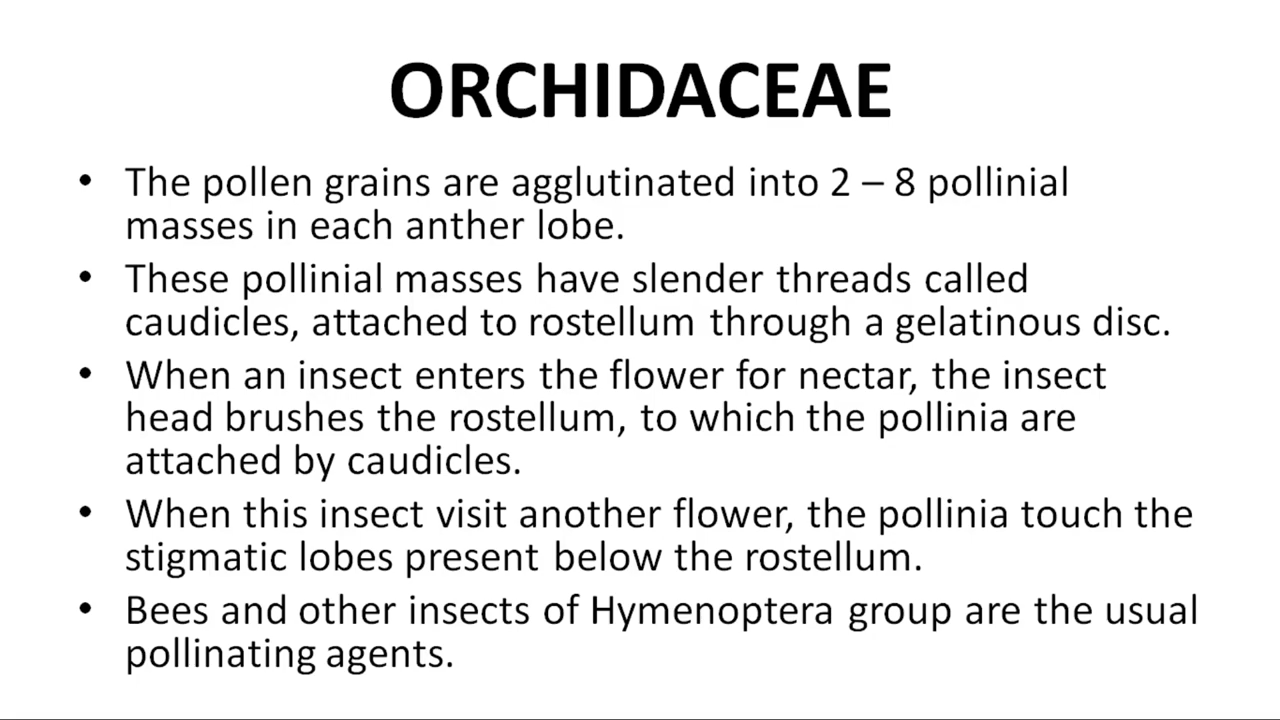 ORCHIDACEAE
• The pollen grains are agglutinated into 2 – 8 pollinial
masses in each anther lobe.
• These pollinial masses have slender threads called
caudicles, attached to rostellum through a gelatinous disc.
• When an insect enters the flower for nectar, the insect
head brushes the rostellum, to which the pollinia are
attached by caudicles.
• When this insect visit another flower, the pollinia touch the
stigmatic lobes present below the rostellum.
• Bees and other insects of Hymenoptera group are the usual
pollinating agents.